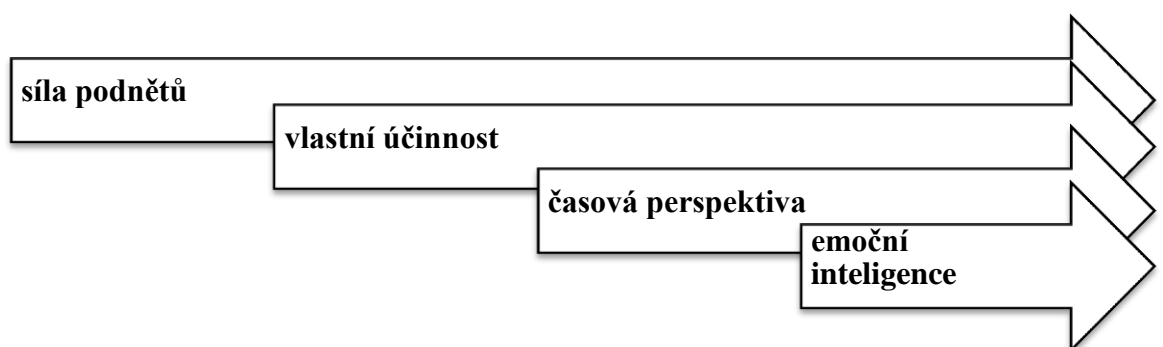 síla podnětů
vlastní účinnost
časová perspektiva
emoční
inteligence